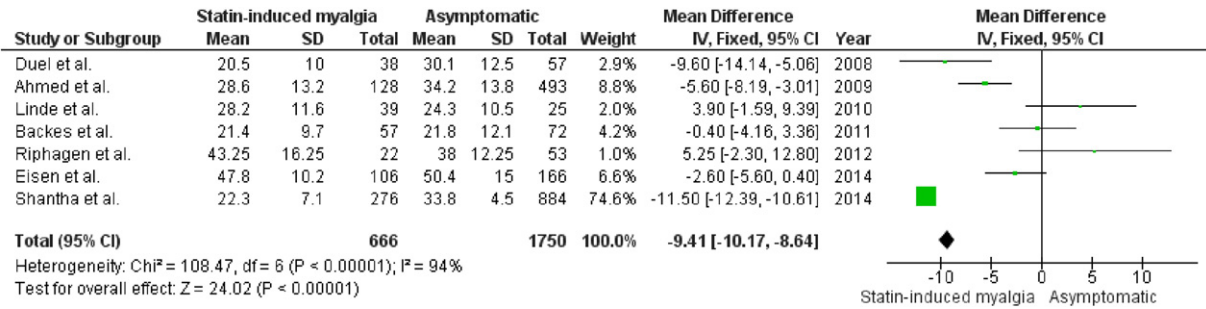 Statin-induced myalgia Asymptomatic Mean Difference Mean Difference
Study or Subgroup Mean SD Total Mean SD Total Weight IV, Fixed, 95% CI Year IV, Fixed, 95% CI
Duel et al. 20.5 10 38 30.1 12.5 57 2.9% -9.60 [-14.14, -5.06] 2008
Ahmed et al. 28.6 13.2 128 34.2 13.8 493 8.8% -5.60 [-8.19, -3.01] 2009
Linde et al. 28.2 11.6 39 24.3 10.5 25 2.0% 3.90 [-1.59, 9.39] 2010
Backes et al. 21.4 9.7 57 21.8 12.1 72 4.2% -0.40 [-4.16, 3.36] 2011
Riphagen et al. 43.25 16.25 22 38 12.25 53 1.0% 5.25 [-2.30, 12.80] 2012
Eisen et al. 47.8 10.2 106 50.4 15 166 6.6% -2.60 [-5.60, 0.40] 2014
Shantha et al. 22.3 7.1 276 33.8 4.5 884 74.6% -11.50 [-12.39, -10.61] 2014
Total (95% CI) 666 1750 100.0% -9.41 [-10.17, -8.64]
Heterogeneity: Chi² = 108.47, df = 6 (P < 0.00001); I² = 94%
Test for overall effect: Z = 24.02 (P < 0.00001)
-10 -5 0 5 10
Statin-induced myalgia Asymptomatic